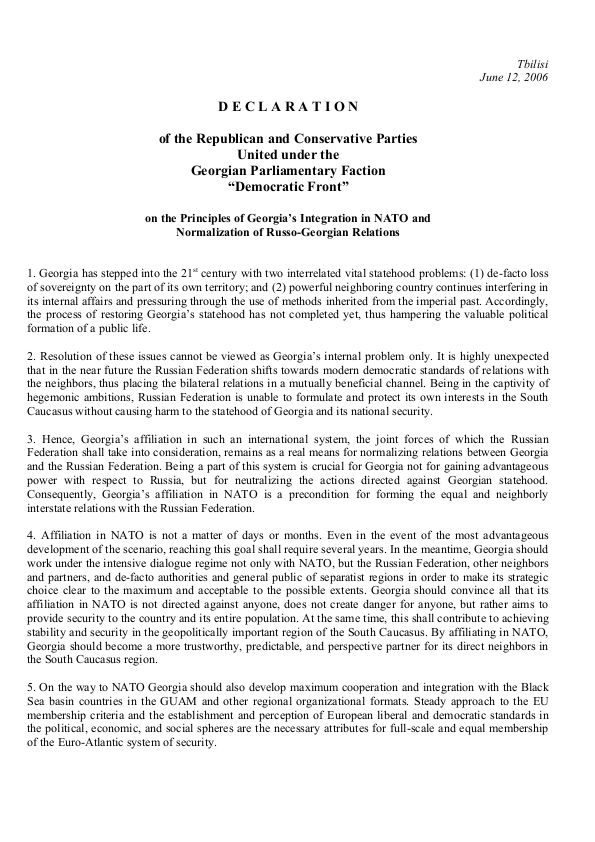 Tbilisi
June 12, 2006
DECLARATION
of the Republican and Conservative Parties
United under the
Georgian Parliamentary Faction
“Democratic Front”
on the Principles of Georgia’s Integration in NATO and
Normalization of Russo-Georgian Relations
1. Georgia has stepped into the 21st century with two interrelated vital statehood problems: (1) de-facto loss
of sovereignty on the part of its own territory; and (2) powerful neighboring country continues interfering in
its internal affairs and pressuring through the use of methods inherited from the imperial past. Accordingly,
the process of restoring Georgia’s statehood has not completed yet, thus hampering the valuable political
formation of a public life.
2. Resolution of these issues cannot be viewed as Georgia’s internal problem only. It is highly unexpected
that in the near future the Russian Federation shifts towards modern democratic standards of relations with
the neighbors, thus placing the bilateral relations in a mutually beneficial channel. Being in the captivity of
hegemonic ambitions, Russian Federation is unable to formulate and protect its own interests in the South
Caucasus without causing harm to the statehood of Georgia and its national security.
3. Hence, Georgia’s affiliation in such an international system, the joint forces of which the Russian
Federation shall take into consideration, remains as a real means for normalizing relations between Georgia
and the Russian Federation. Being a part of this system is crucial for Georgia not for gaining advantageous
power with respect to Russia, but for neutralizing the actions directed against Georgian statehood.
Consequently, Georgia’s affiliation in NATO is a precondition for forming the equal and neighborly
interstate relations with the Russian Federation.
4. Affiliation in NATO is not a matter of days or months. Even in the event of the most advantageous
development of the scenario, reaching this goal shall require several years. In the meantime, Georgia should
work under the intensive dialogue regime not only with NATO, but the Russian Federation, other neighbors
and partners, and de-facto authorities and general public of separatist regions in order to make its strategic
choice clear to the maximum and acceptable to the possible extents. Georgia should convince all that its
affiliation in NATO is not directed against anyone, does not create danger for anyone, but rather aims to
provide security to the country and its entire population. At the same time, this shall contribute to achieving
stability and security in the geopolitically important region of the South Caucasus. By affiliating in NATO,
Georgia should become a more trustworthy, predictable, and perspective partner for its direct neighbors in
the South Caucasus region.
5. On the way to NATO Georgia should also develop maximum cooperation and integration with the Black
Sea basin countries in the GUAM and other regional organizational formats. Steady approach to the EU
membership criteria and the establishment and perception of European liberal and democratic standards in
the political, economic, and social spheres are the necessary attributes for full-scale and equal membership
of the Euro-Atlantic system of security.